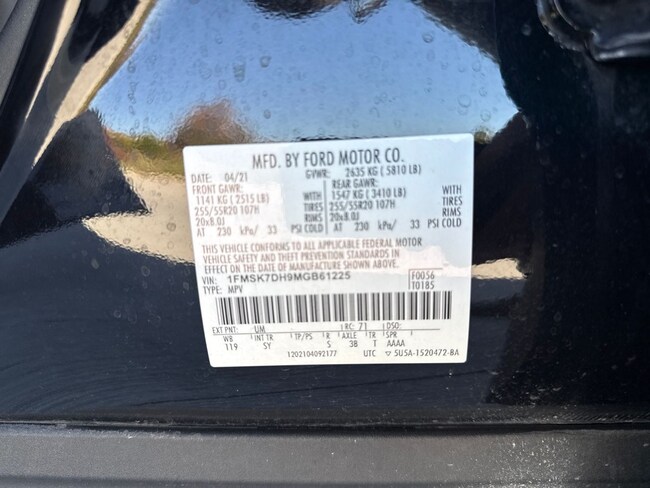 MFD. BY FORD MOTOR CO.
DATE: 04/21 GVWR: 2635 KG ( 5810 LB)
FRONT GAWR: REAR GAWR:
1141 KG ( 2515 LB) WITH 1547 KG ( 3410 LB) WITH
255/55R20 107H TIRES 255/55R20 107H TIRES
20x8.0J RIMS 20x8.0J RIMS
AT 230 kPa/ 33 PSI COLD AT 230 kPa/ 33 PSI COLD
THIS VEHICLE CONFORMS TO ALL APPLICABLE FEDERAL MOTOR
VEHICLE SAFETY AND THEFT PREVENTION STANDARDS IN
EFFECT ON THE DATE OF MANUFACTURE SHOWN ABOVE.
VIN: 1FMSK7DH9MGB61225 F0056
TYPE: MPV T0185
EXT PNT: UM RC: 71 DSO:
WB INT TR TP/PS R AXLE TR SPR
119 SY S 3B T AAAA
1202104092177 UTC ▽ 5U5A-1520472-BA